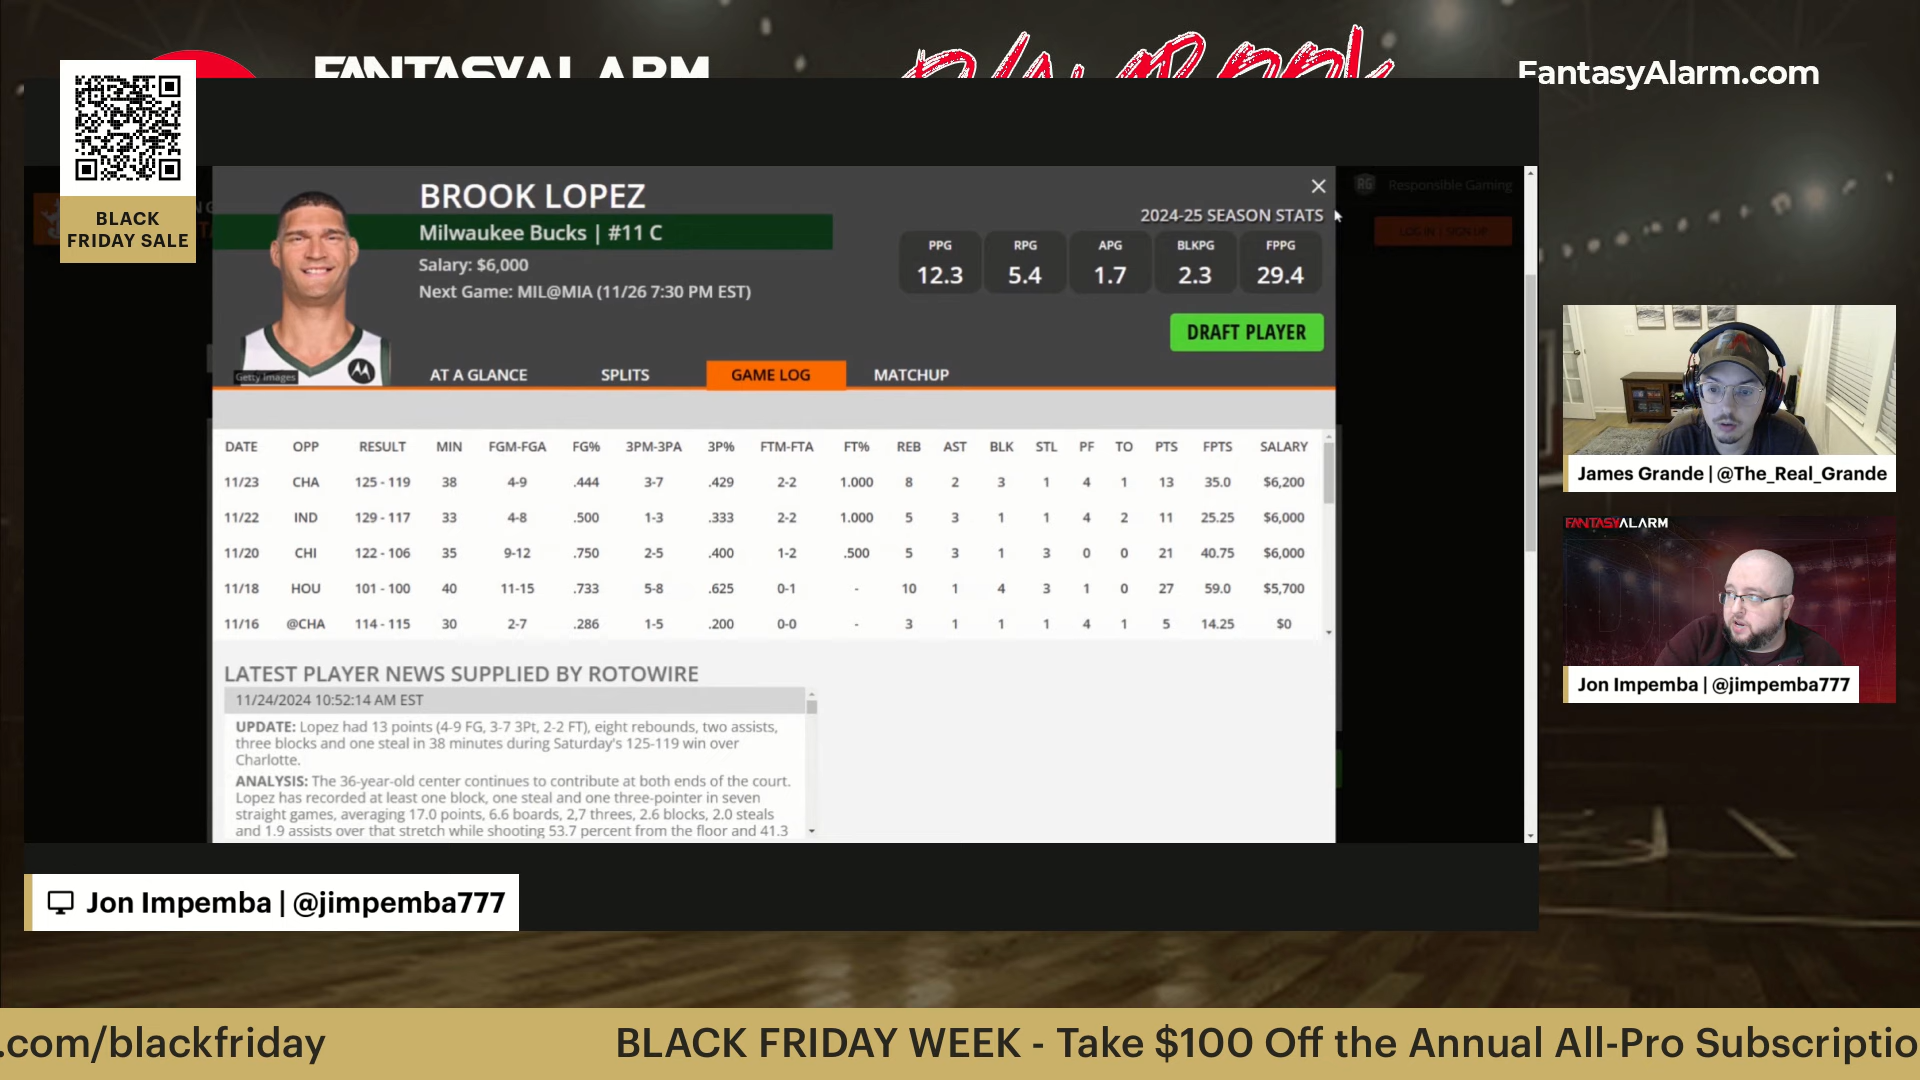 FANTASYALARM
PLAYBOOK
FantasyAlarm.com
BLACK
FRIDAY SALE
BROOK LOPEZ
Milwaukee Bucks | #11 C
Salary: $6,000
Next Game: MIL@MIA (11/26 7:30 PM EST)
Getty Images
2024-25 SEASON STATS
PPG RPG APG BLKPG FPPG
12.3 5.4 1.7 2.3 29.4
DRAFT PLAYER
RG Responsible Gaming
LOG IN | SIGN UP
AT A GLANCE SPLITS GAME LOG MATCHUP
DATE OPP RESULT MIN FGM-FGA FG% 3PM-3PA 3P% FTM-FTA FT% REB AST BLK STL PF TO PTS FPTS SALARY
11/23 CHA 125 - 119 38 4-9 .444 3-7 .429 2-2 1.000 8 2 3 1 4 1 13 35.0 $6,200
11/22 IND 129 - 117 33 4-8 .500 1-3 .333 2-2 1.000 5 3 1 1 4 2 11 25.25 $6,000
11/20 CHI 122 - 106 35 9-12 .750 2-5 .400 1-2 .500 5 3 1 3 0 0 21 40.75 $6,000
11/18 HOU 101 - 100 40 11-15 .733 5-8 .625 0-1 - 10 1 4 3 1 0 27 59.0 $5,700
11/16 @CHA 114 - 115 30 2-7 .286 1-5 .200 0-0 - 3 1 1 1 4 1 5 14.25 $0
LATEST PLAYER NEWS SUPPLIED BY ROTOWIRE
11/24/2024 10:52:14 AM EST
UPDATE: Lopez had 13 points (4-9 FG, 3-7 3Pt, 2-2 FT), eight rebounds, two assists,
three blocks and one steal in 38 minutes during Saturday's 125-119 win over
Charlotte.
ANALYSIS: The 36-year-old center continues to contribute at both ends of the court.
Lopez has recorded at least one block, one steal and one three-pointer in seven
straight games, averaging 17.0 points, 6.6 boards, 2,7 threes, 2.6 blocks, 2.0 steals
and 1.9 assists over that stretch while shooting 53.7 percent from the floor and 41.3
James Grande | @The_Real_Grande
FANTASYALARM
Jon Impemba | @jimpemba777
Jon Impemba | @jimpemba777
.com/blackfriday BLACK FRIDAY WEEK - Take $100 Off the Annual All-Pro Subscriptio